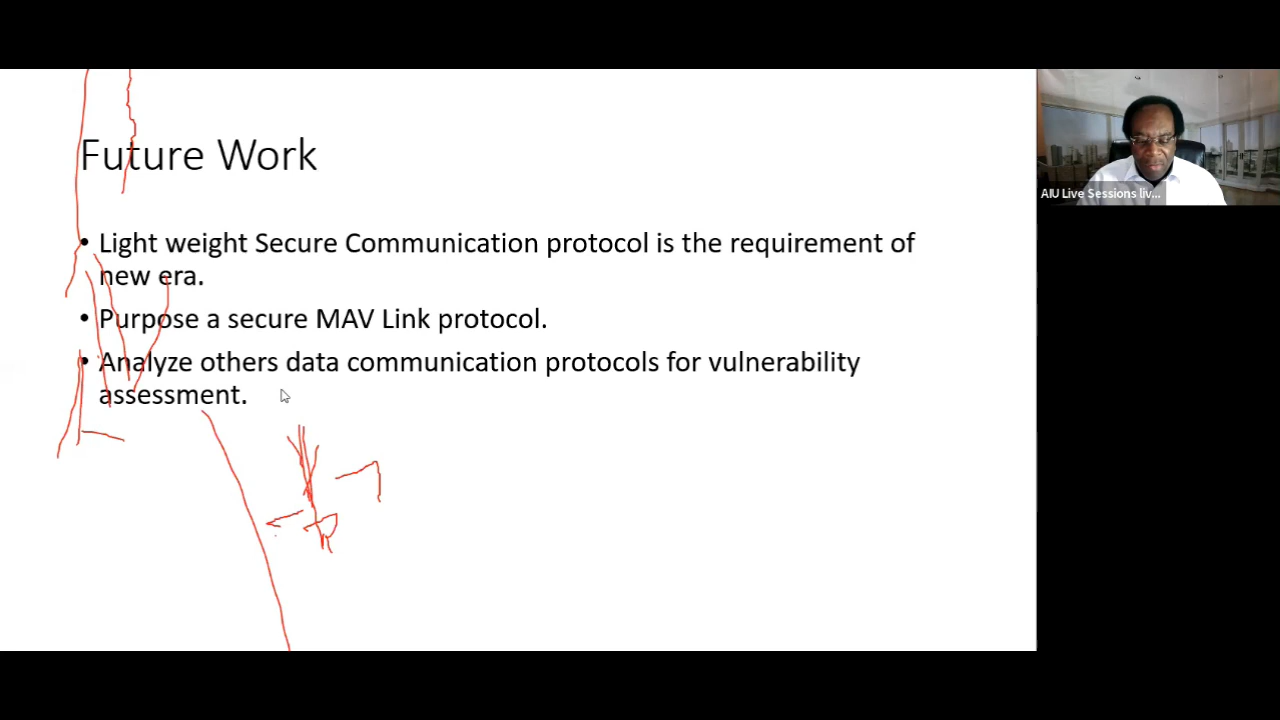 Future Work
• Light weight Secure Communication protocol is the requirement of
new era.
• Purpose a secure MAV Link protocol.
• Analyze others data communication protocols for vulnerability
assessment.
AIU Live Sessions liv...